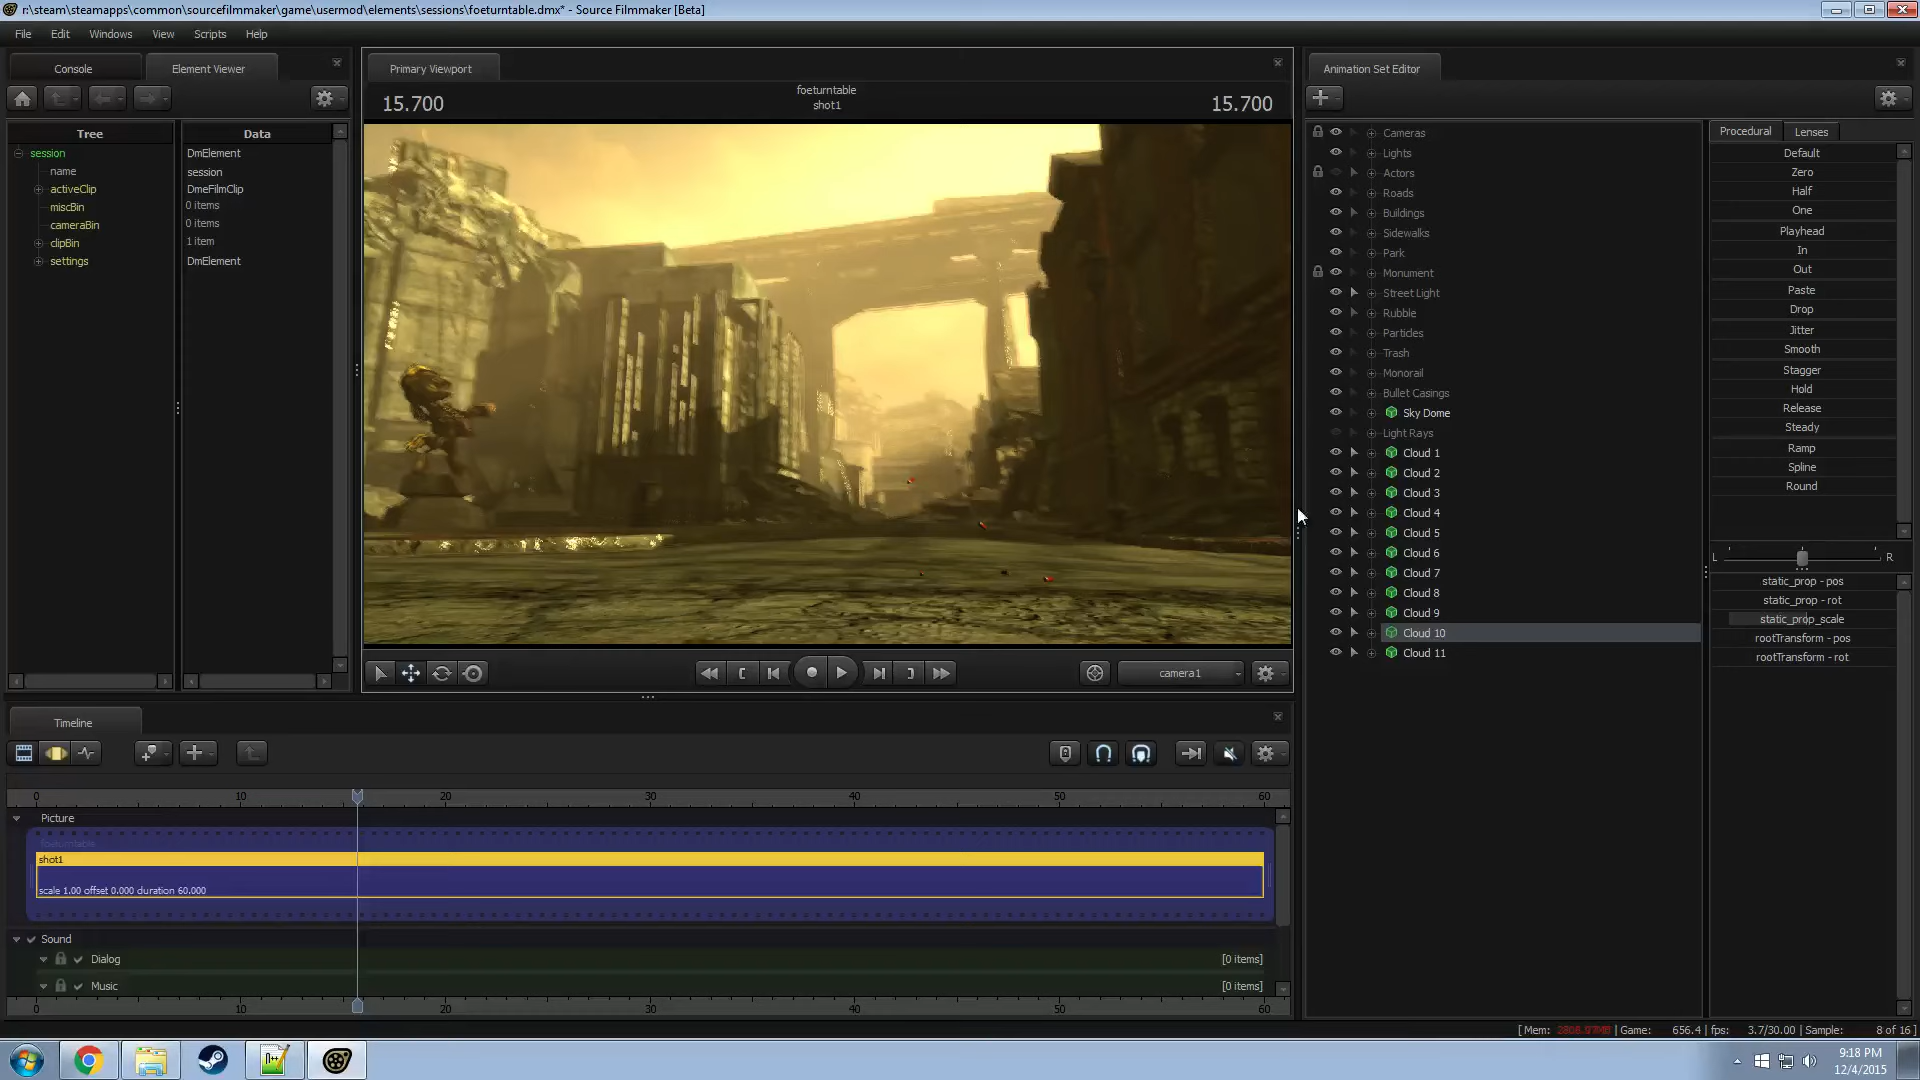 r:\steam\steamapps\common\sourcefilmmaker\game\usermod\elements\sessions\foeturntable.dmx* - Source Filmmaker [Beta]
File Edit Windows View Scripts Help
Console Element Viewer
Tree Data
session DmElement
name session
activeClip DmeFilmClip
miscBin 0 items
cameraBin 0 items
clipBin 1 item
settings DmElement
Primary Viewport
foeturntable
15.700 shot1 15.700
camera1
Animation Set Editor
Cameras
Lights
Actors
Roads
Buildings
Sidewalks
Park
Monument
Street Light
Rubble
Particles
Trash
Monorail
Bullet Casings
Sky Dome
Light Rays
Cloud 1
Cloud 2
Cloud 3
Cloud 4
Cloud 5
Cloud 6
Cloud 7
Cloud 8
Cloud 9
Cloud 10
Cloud 11
Procedural Lenses
Default
Zero
Half
One
Playhead
In
Out
Paste
Drop
Jitter
Smooth
Stagger
Hold
Release
Steady
Ramp
Spline
Round
L R
static_prop - pos
static_prop - rot
static_prop_scale
rootTransform - pos
rootTransform - rot
Timeline
0 10 20 30 40 50 60
Picture
foeturntable
shot1
scale 1.00 offset 0.000 duration 60.000
Sound
Dialog [0 items]
Music [0 items]
0 10 20 30 40 50 60
[ Mem: Game: 656.4 | fps: 3.7/30.00 | Sample: 8 of 16 ]
9:18 PM
12/4/2015